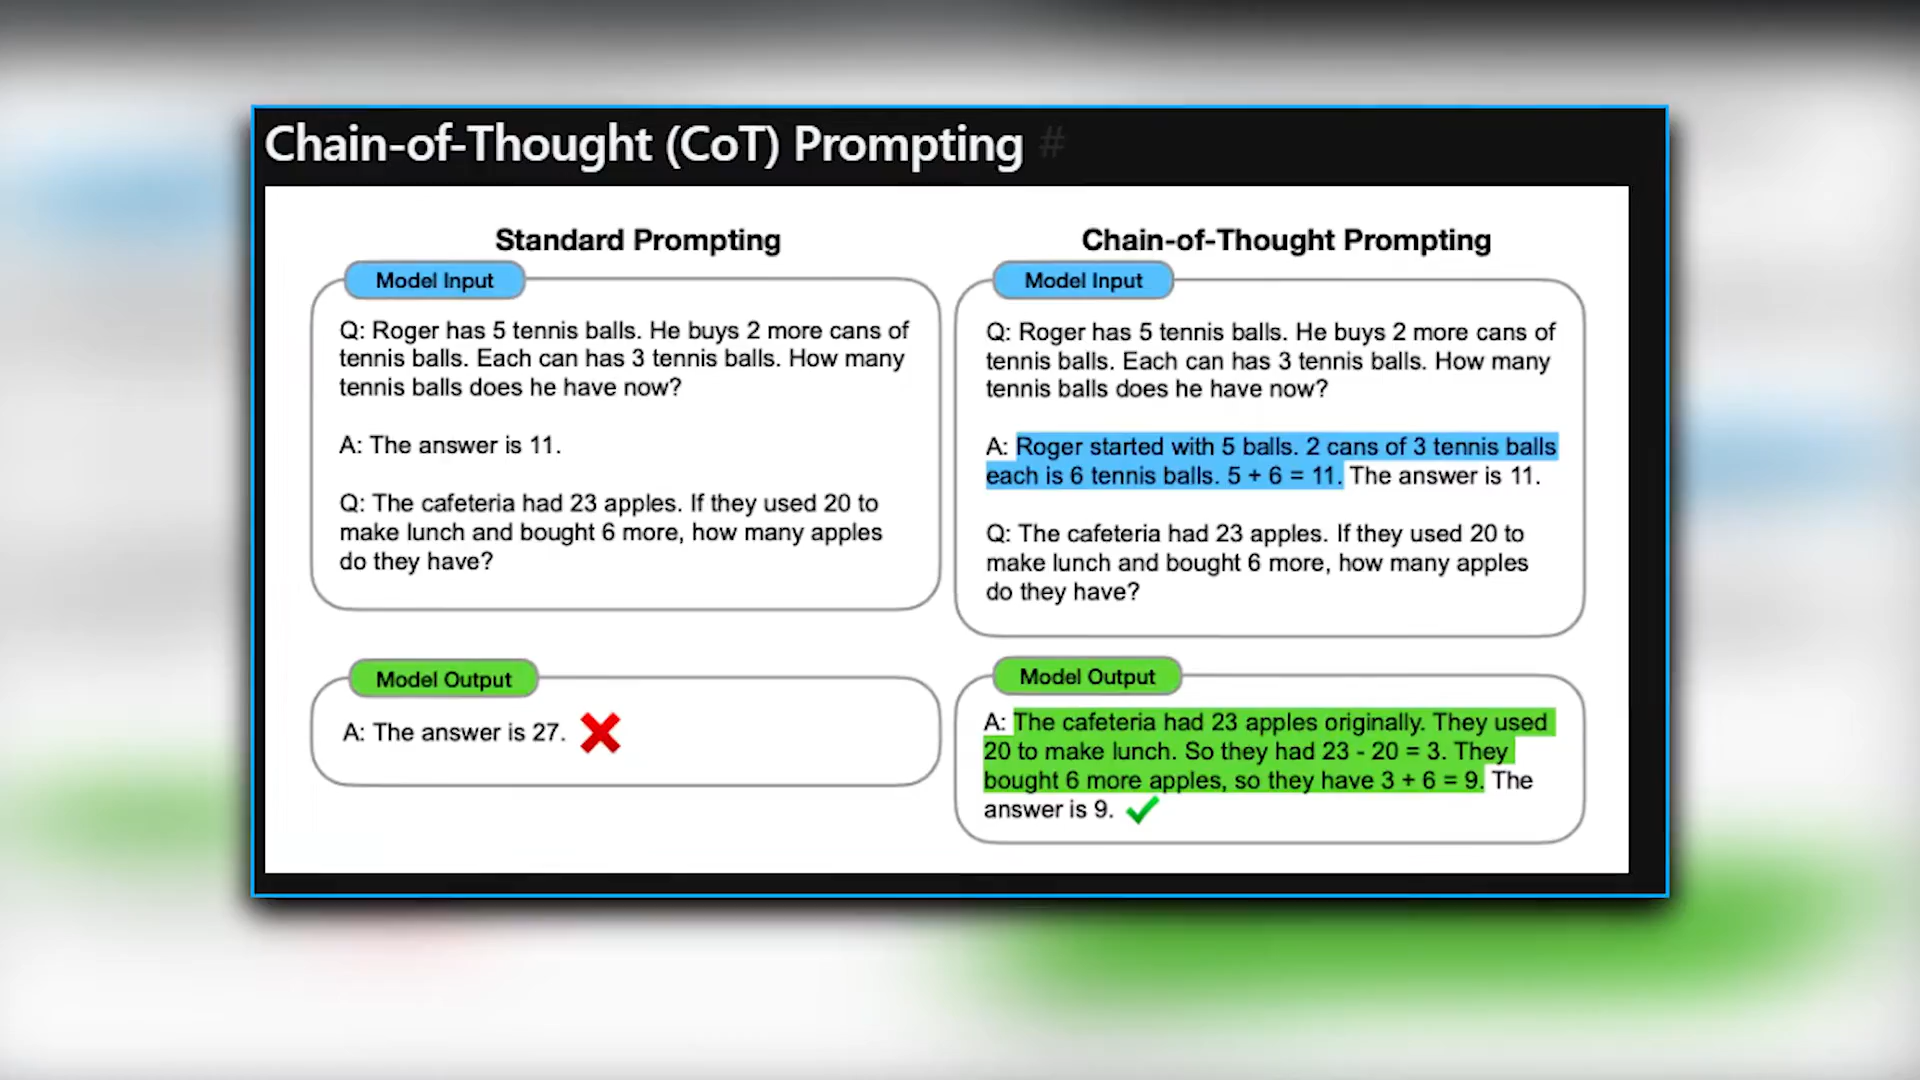 Chain-of-Thought (CoT) Prompting #
Standard Prompting
Model Input
Q: Roger has 5 tennis balls. He buys 2 more cans of
tennis balls. Each can has 3 tennis balls. How many
tennis balls does he have now?
A: The answer is 11.
Q: The cafeteria had 23 apples. If they used 20 to
make lunch and bought 6 more, how many apples
do they have?
Model Output
A: The answer is 27.
Chain-of-Thought Prompting
Model Input
Q: Roger has 5 tennis balls. He buys 2 more cans of
tennis balls. Each can has 3 tennis balls. How many
tennis balls does he have now?
A: Roger started with 5 balls. 2 cans of 3 tennis balls
each is 6 tennis balls. 5 + 6 = 11. The answer is 11.
Q: The cafeteria had 23 apples. If they used 20 to
make lunch and bought 6 more, how many apples
do they have?
Model Output
A: The cafeteria had 23 apples originally. They used
20 to make lunch. So they had 23 - 20 = 3. They
bought 6 more apples, so they have 3 + 6 = 9. The
answer is 9.